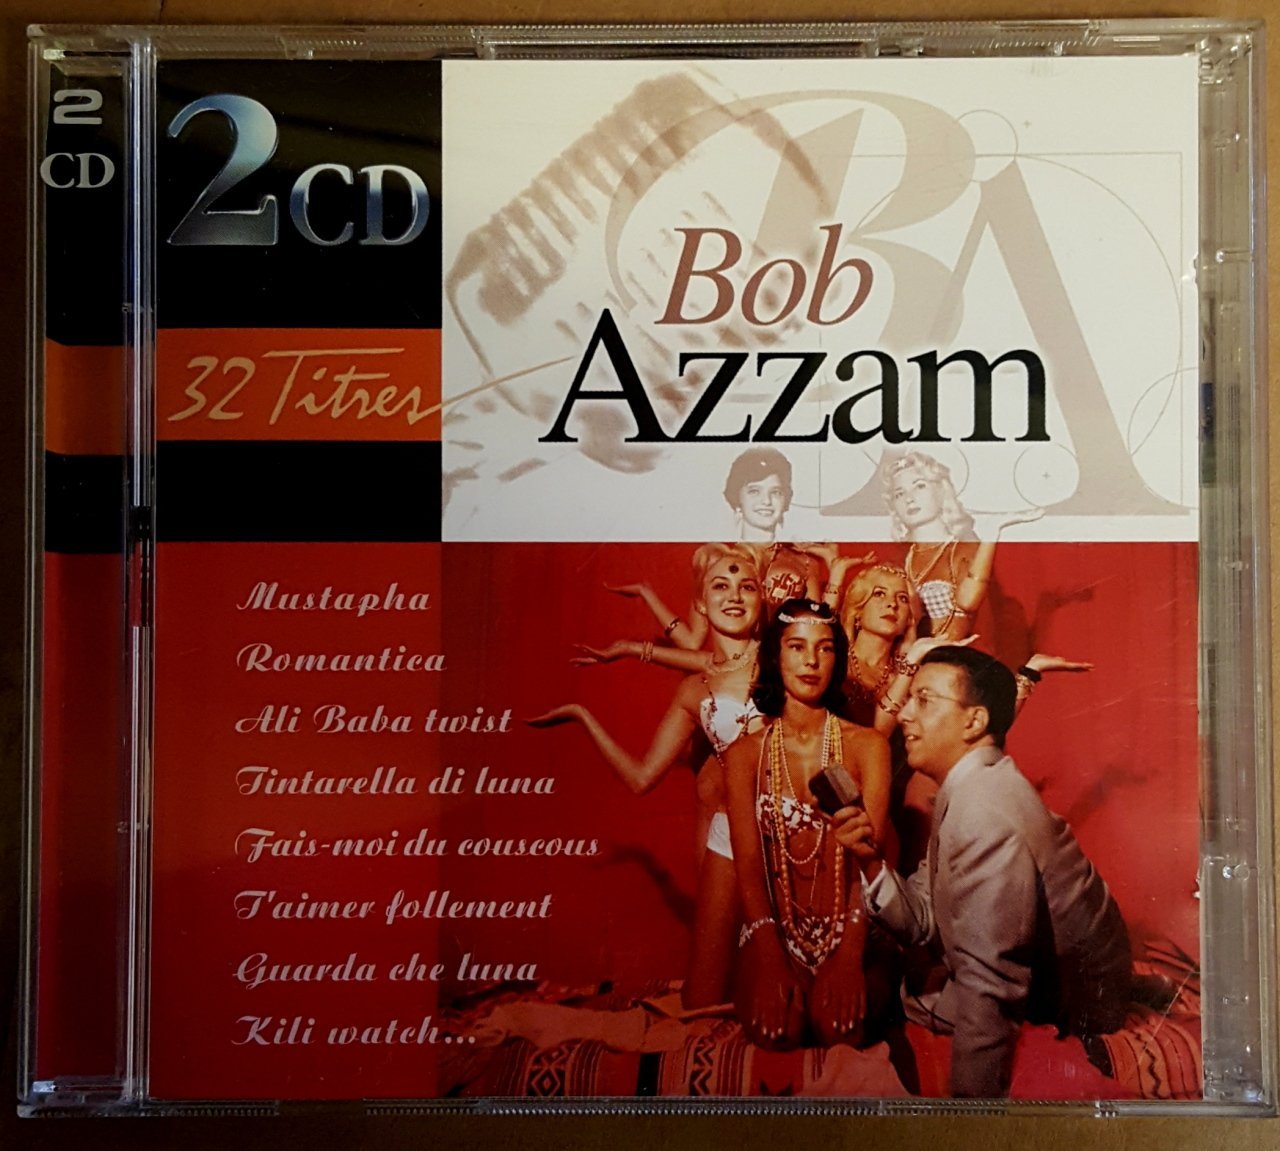 2
CD
2CD
32 Titres
BA
Bob
Azzam
Mustapha
Romantica
Ali Baba twist
Tintarella di luna
Fais-moi du couscous
T'aimer follement
Guarda che luna
Kili watch...